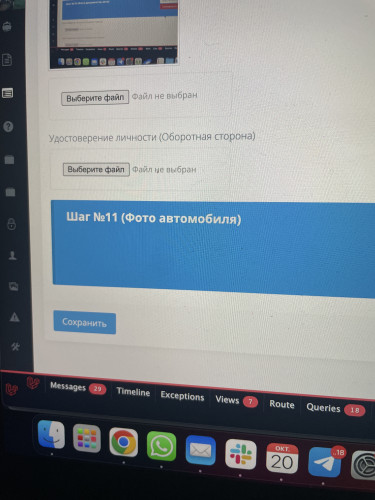 Выберите файл Файл не выбран
Удостоверение личности (Оборотная сторона)
Выберите файл Файл не выбран
Шаг №11 (Фото автомобиля)
Сохранить
Messages 29 Timeline Exceptions Views 7 Route Queries 18
ОКТ.
20
18